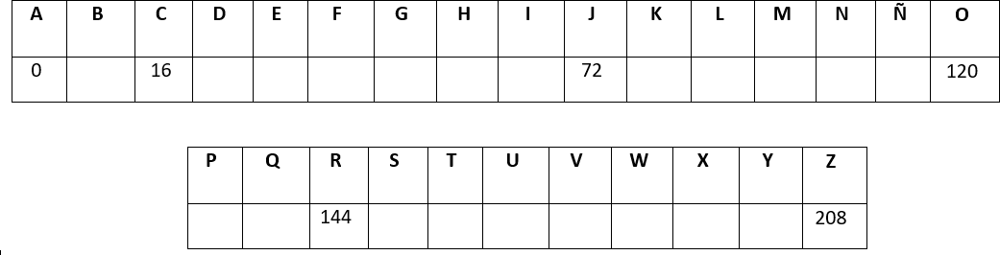 A B C D E F G H I J K L M N Ñ O
0 16 72 120
P Q R S T U V W X Y Z
144 208